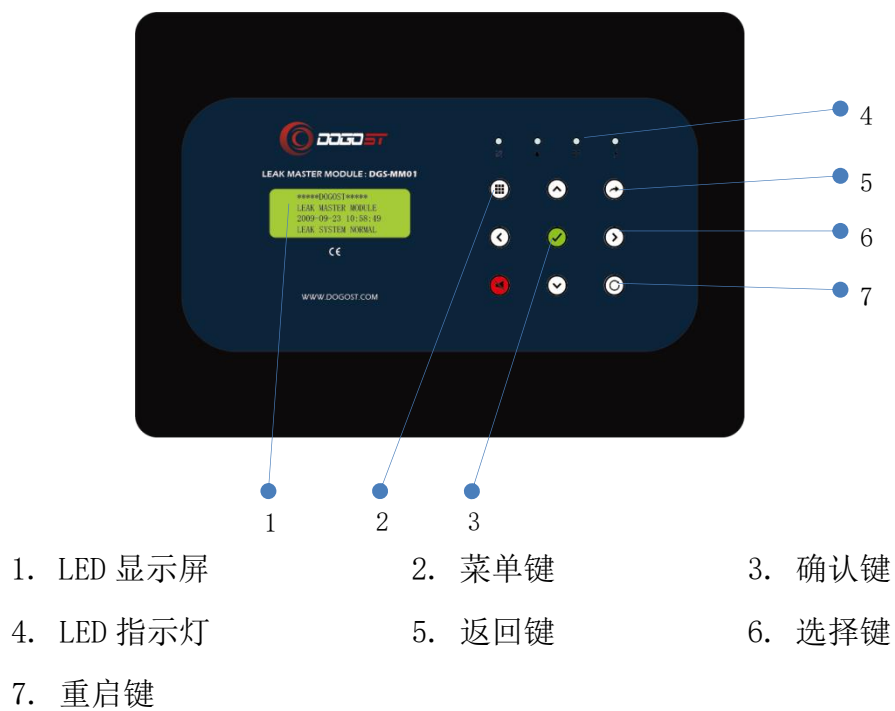 DOGOST
LEAK MASTER MODULE : DGS-MM01
*****DOGOST*****
LEAK MASTER MODULE
2009-09-23 10:58:49
LEAK SYSTEM NORMAL
CE
WWW.DOGOST.COM
4
5
6
7
1 2 3
1. LED 显示屏 2. 菜单键 3. 确认键
4. LED 指示灯 5. 返回键 6. 选择键
7. 重启键